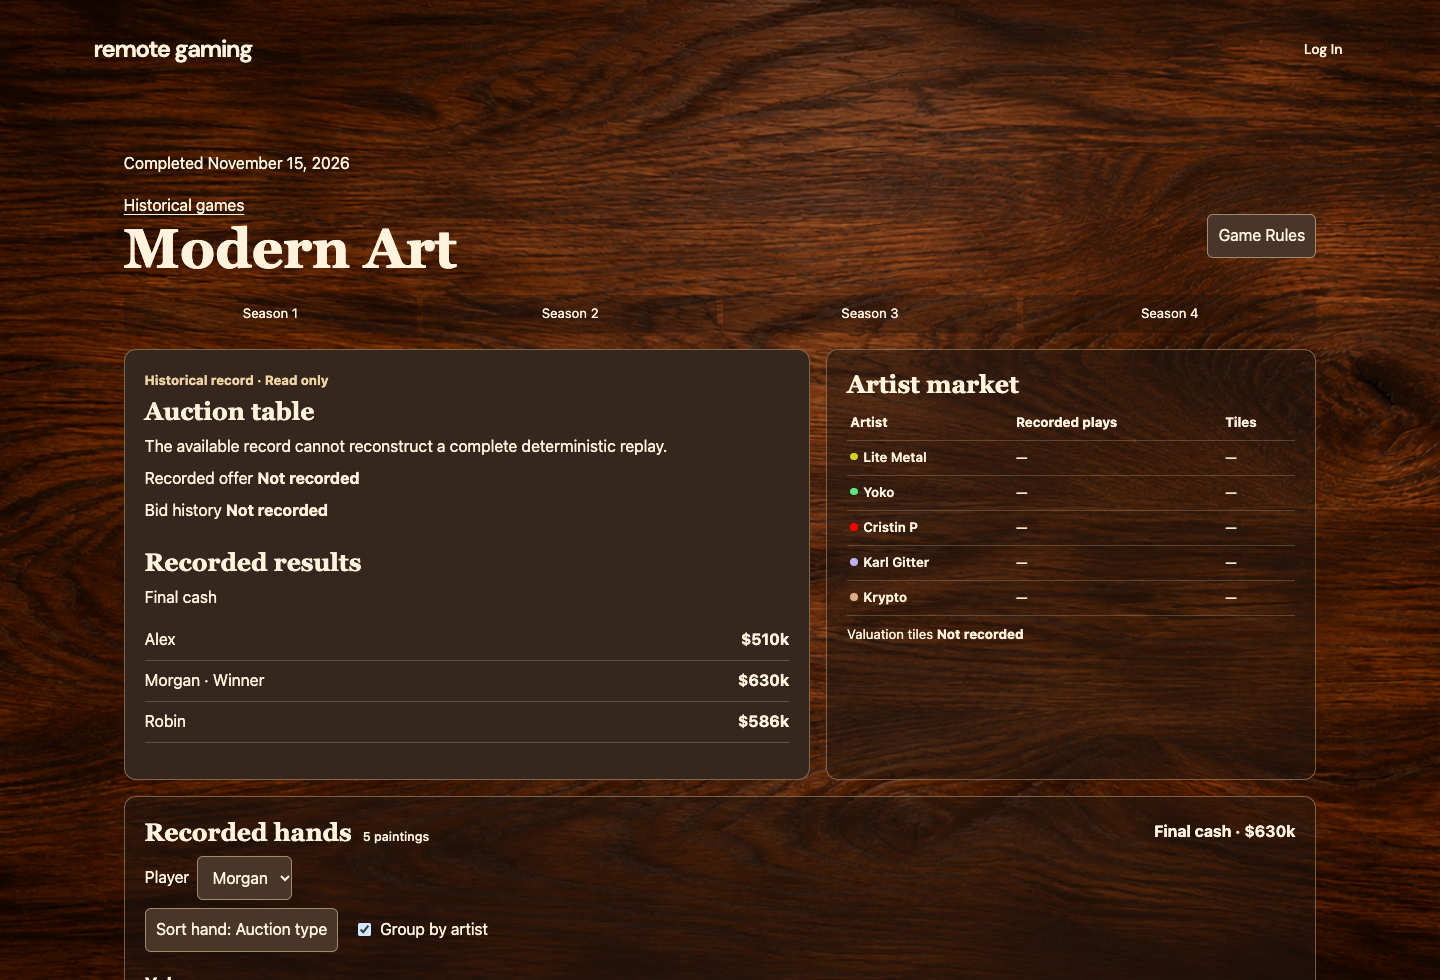 remote gaming
Log In
Completed November 15, 2026
Historical games
Modern Art
Game Rules
Season 1
Season 2
Season 3
Season 4
Historical record · Read only
Auction table
The available record cannot reconstruct a complete deterministic replay.
Recorded offer Not recorded
Bid history Not recorded
Recorded results
Final cash
Alex $510k
Morgan · Winner $630k
Robin $586k
Artist market
Artist Recorded plays Tiles
Lite Metal — —
Yoko — —
Cristin P — —
Karl Gitter — —
Krypto — —
Valuation tiles Not recorded
Recorded hands 5 paintings
Final cash · $630k
Player Morgan
Sort hand: Auction type Group by artist